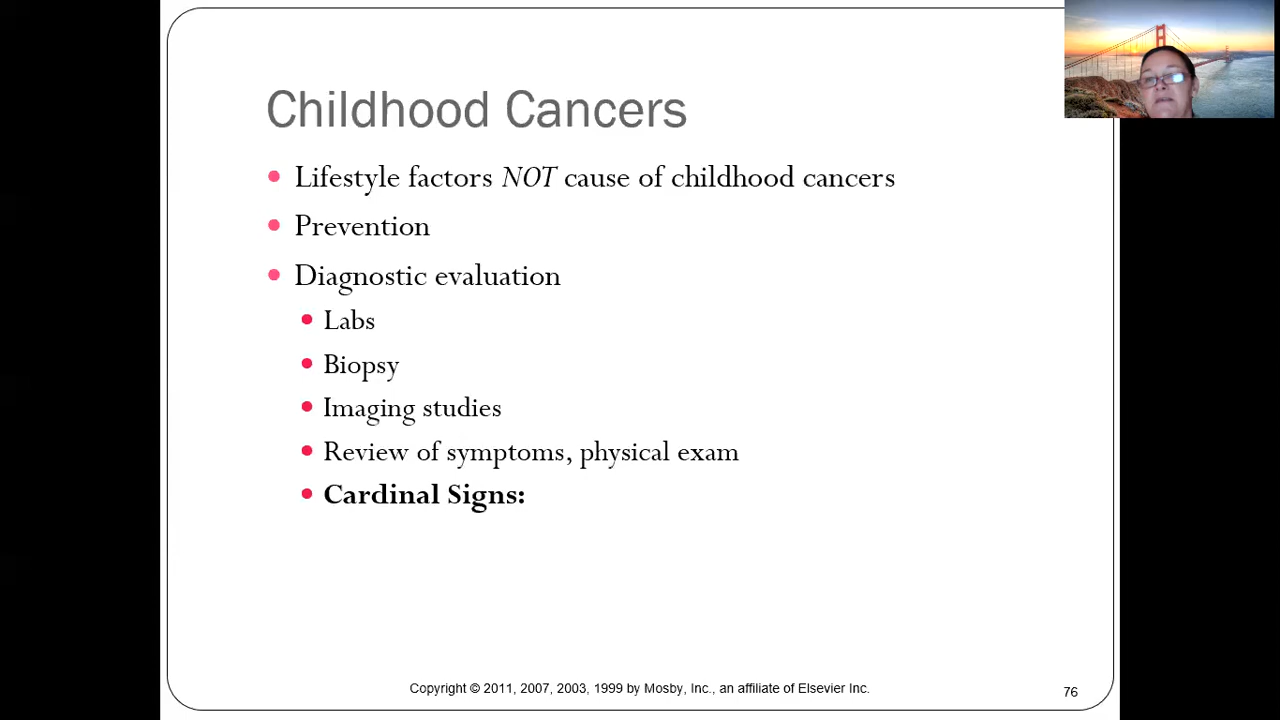 Childhood Cancers
Lifestyle factors NOT cause of childhood cancers
Prevention
Diagnostic evaluation
Labs
Biopsy
Imaging studies
Review of symptoms, physical exam
Cardinal Signs:
Copyright © 2011, 2007, 2003, 1999 by Mosby, Inc., an affiliate of Elsevier Inc.
76